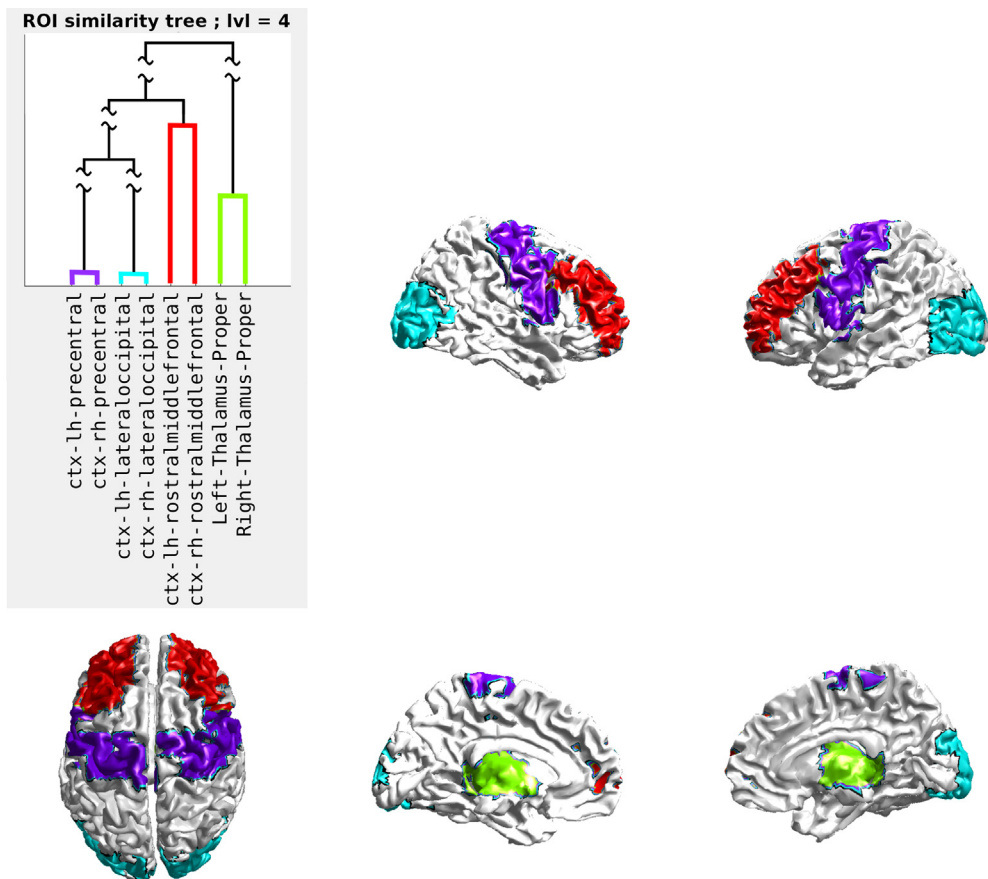 ROI similarity tree ; lvl = 4
ctx-lh-precentral
ctx-rh-precentral
ctx-lh-lateraloccipital
ctx-rh-lateraloccipital
ctx-lh-rostralmiddlefrontal
ctx-rh-rostralmiddlefrontal
Left-Thalamus-Proper
Right-Thalamus-Proper